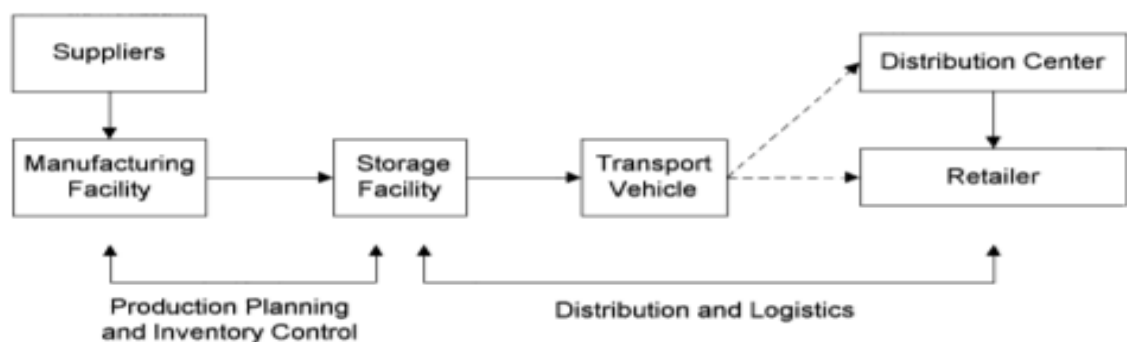 Suppliers
Distribution Center
Manufacturing
Facility
Storage
Facility
Transport
Vehicle
Retailer
Production Planning
and Inventory Control
Distribution and Logistics